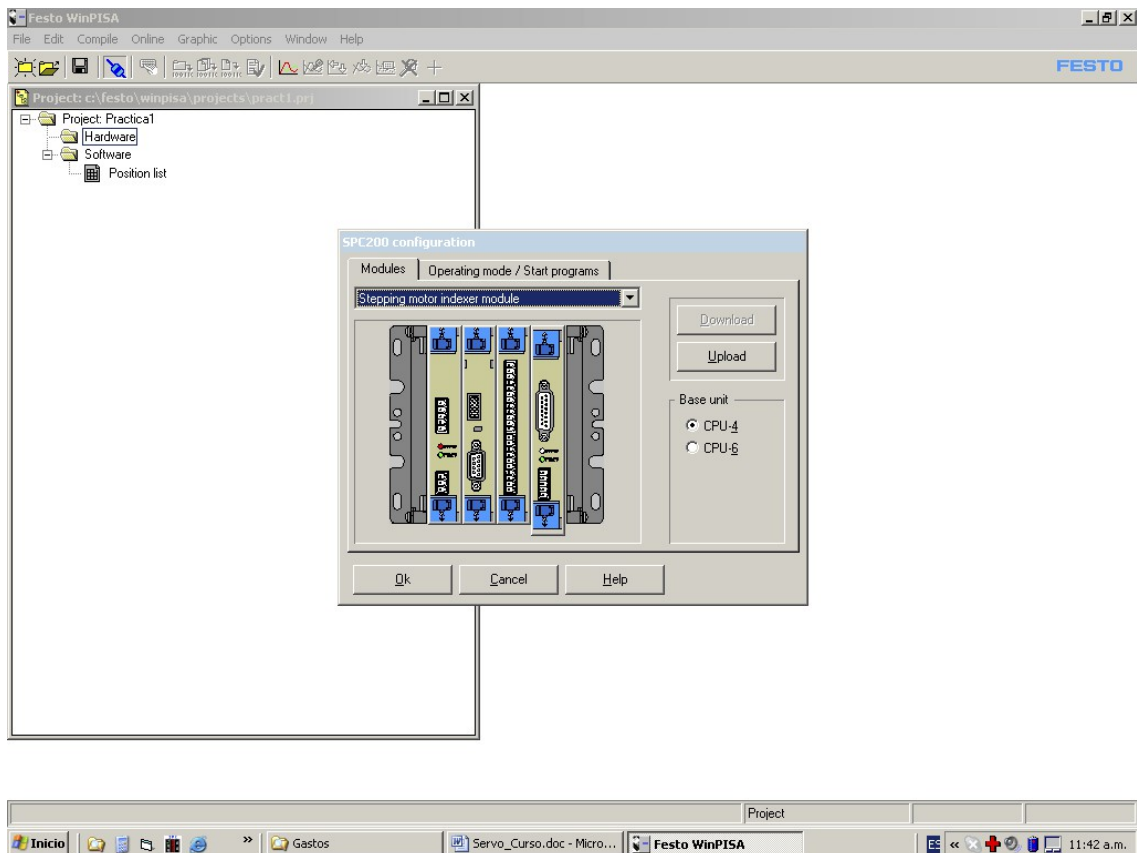 Festo WinPISA
File Edit Compile Online Graphic Options Window Help
FESTO
Project: c:\festo\winpisa\projects\pract1.prj
Project: Practica1
Hardware
Software
Position list
SPC200 configuration
Modules Operating mode / Start programs
Stepping motor indexer module
Download
Upload
Base unit
CPU-4
CPU-6
Ok Cancel Help
Project
Inicio » Gastos Servo_Curso.doc - Micro... Festo WinPISA ES « 11:42 a.m.